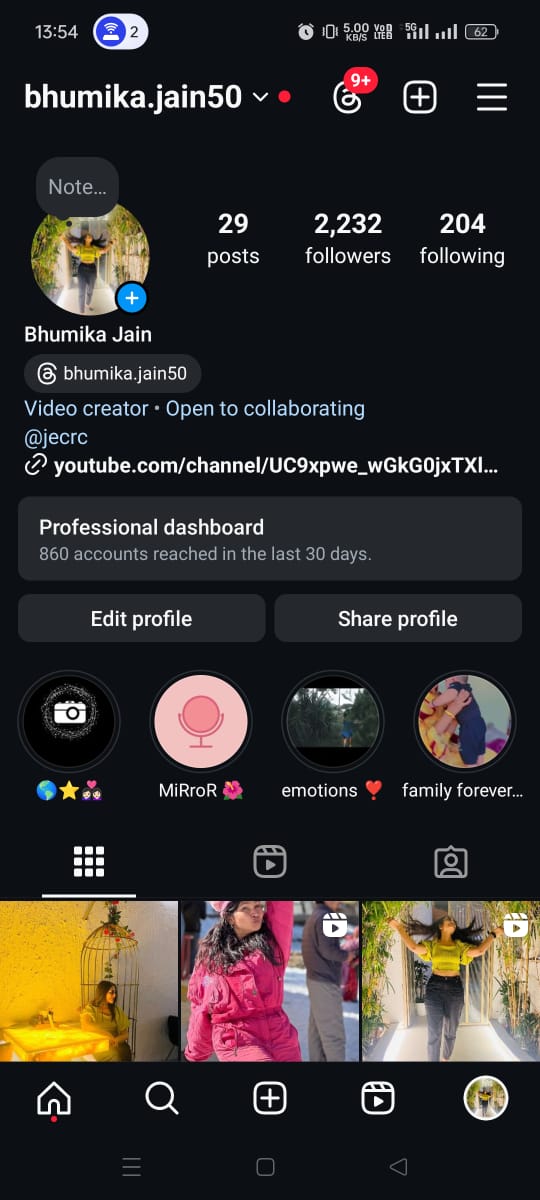 13:54 2 5.00 KB/S Vo LTE 5G 62
bhumika.jain50 9+
Note...
29 2,232 204
posts followers following
Bhumika Jain
bhumika.jain50
Video creator • Open to collaborating
@jecrc
youtube.com/channel/UC9xpwe_wGkG0jxTXl...
Professional dashboard
860 accounts reached in the last 30 days.
Edit profile Share profile
🌎⭐👩‍❤️‍👩 MiRroR 🌺 emotions ❣️ family forever...